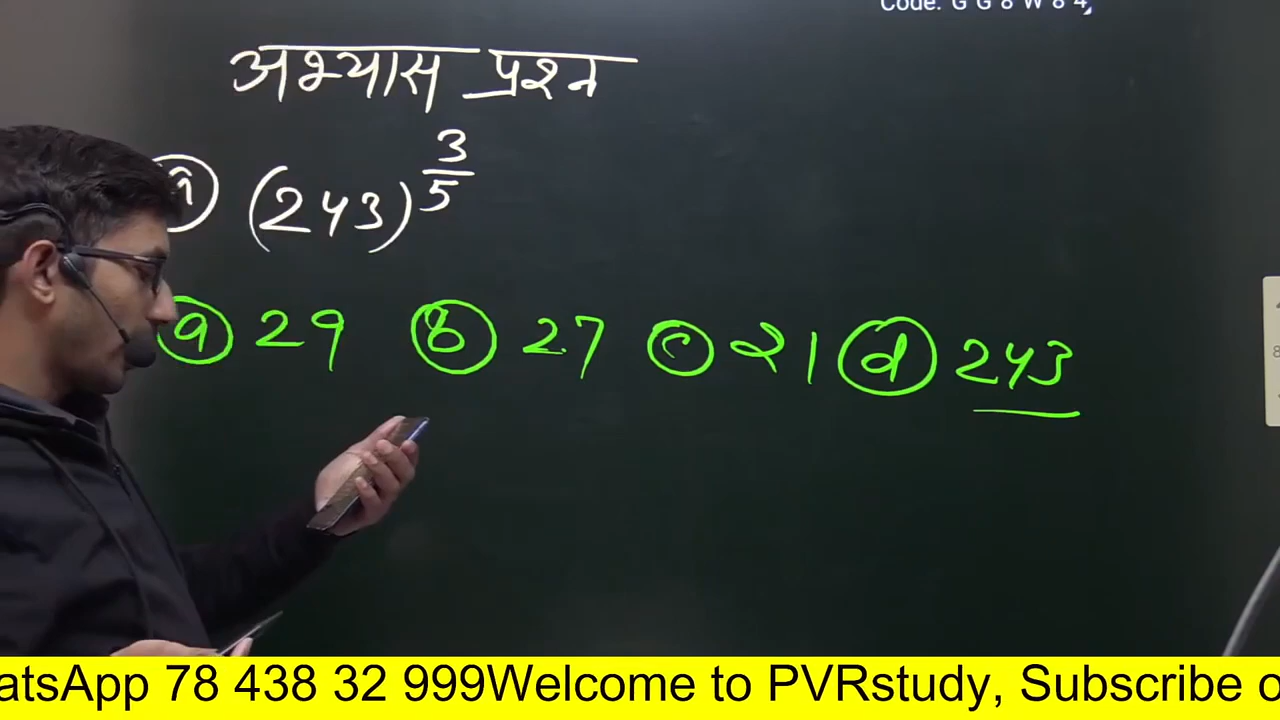 Code: G G 8 W 8 4,
अभ्यास प्रश्न
(243)^(3/5)
(a) 29 (b) 27 (c) 21 (d) 243
atsApp 78 438 32 999Welcome to PVRstudy, Subscribe o